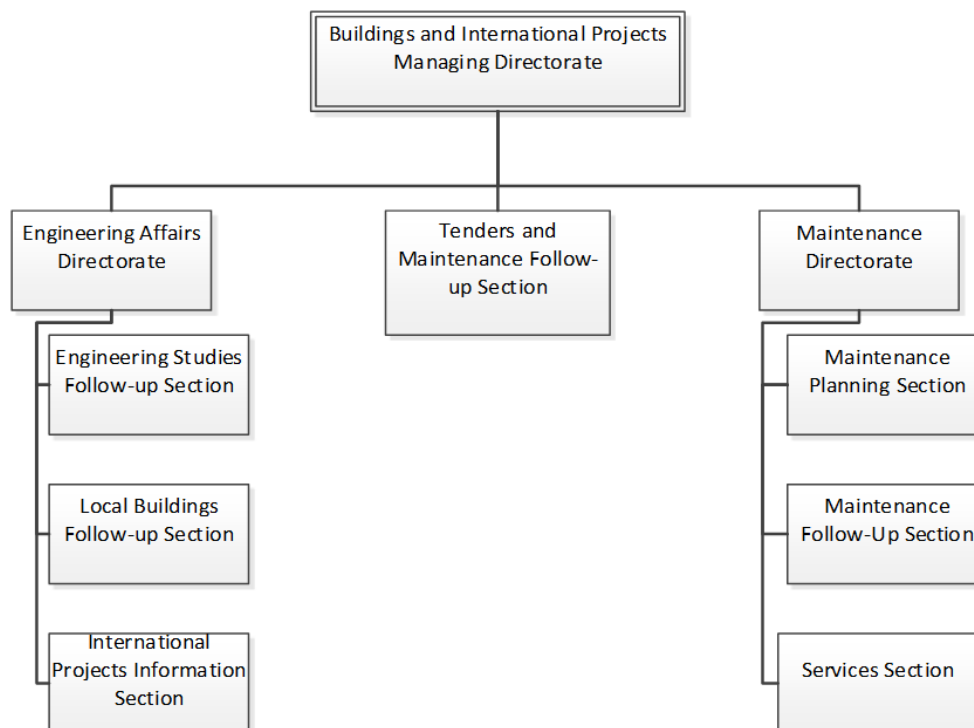 Buildings and International Projects
Managing Directorate
Engineering Affairs
Directorate
Tenders and
Maintenance Follow-
up Section
Maintenance
Directorate
Engineering Studies
Follow-up Section
Maintenance
Planning Section
Local Buildings
Follow-up Section
Maintenance
Follow-Up Section
International
Projects Information
Section
Services Section